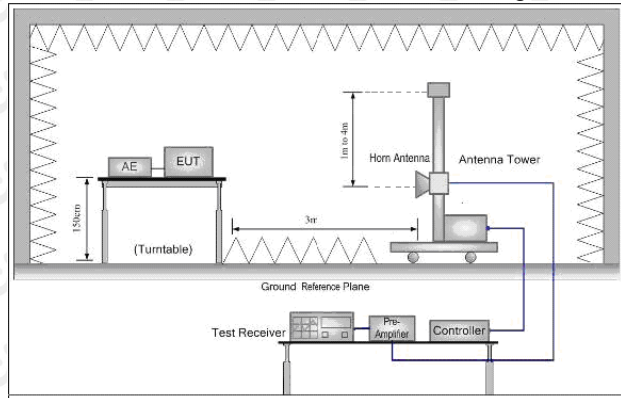 1m to 4m
Horn Antenna
Antenna Tower
AE
EUT
150cm
(Turntable)
3m
Ground Reference Plane
Test Receiver
Pre-
Amplifier
Controller